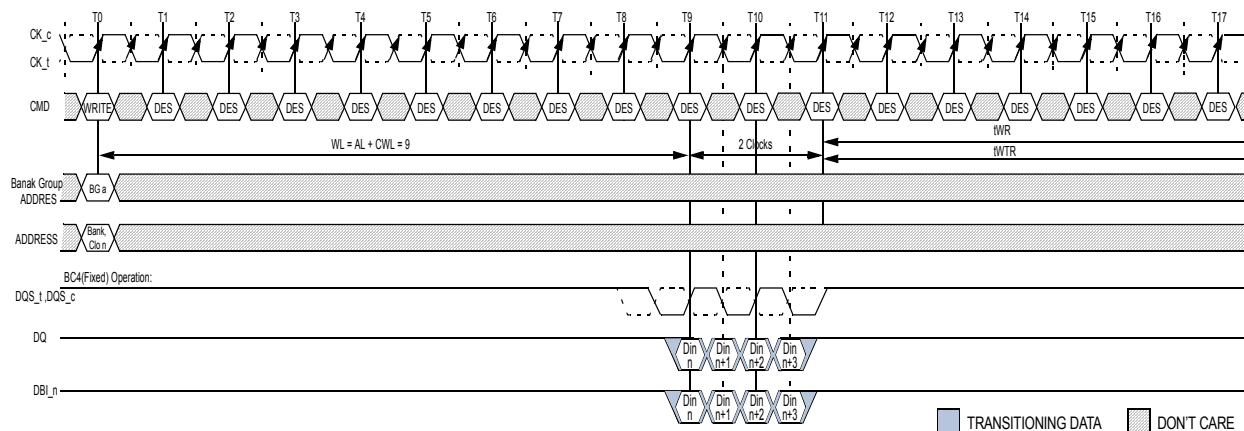 T0 T1 T2 T3 T4 T5 T6 T7 T8 T9 T10 T11 T12 T13 T14 T15 T16 T17
CK_c
CK_t
CMD WRITE DES DES DES DES DES DES DES DES DES DES DES DES DES DES DES DES DES
WL = AL + CWL = 9 2 Clocks tWR
tWTR
Banak Group
ADDRES
BG a
ADDRESS
Bank,
Clo n
BC4(Fixed) Operation:
DQS_t ,DQS_c
DQ
Din Din Din Din
n n+1 n+2 n+3
DBI_n
Din Din Din Din
n n+1 n+2 n+3
TRANSITIONING DATA DON'T CARE